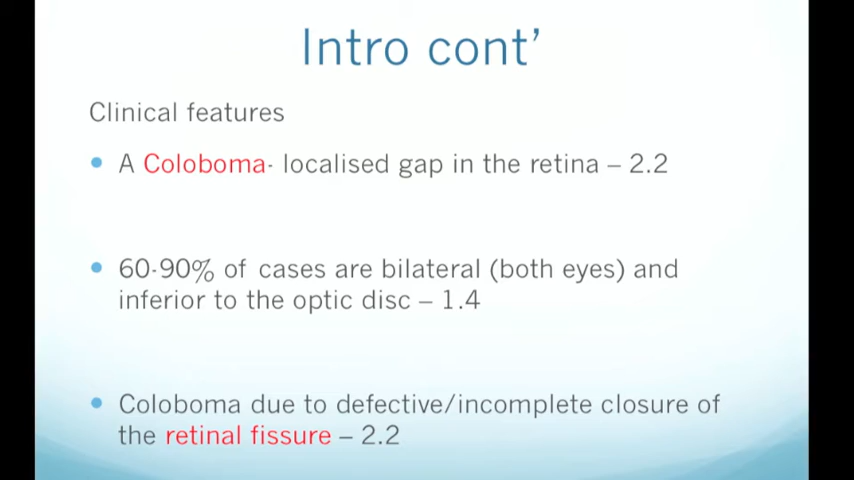 Intro cont’
Clinical features
• A Coloboma- localised gap in the retina – 2.2
• 60-90% of cases are bilateral (both eyes) and
inferior to the optic disc – 1.4
• Coloboma due to defective/incomplete closure of
the retinal fissure – 2.2